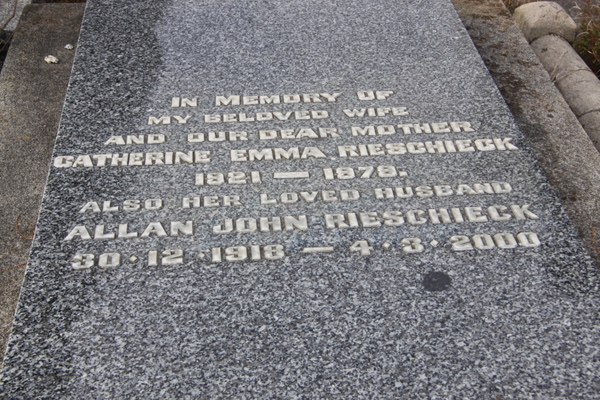 IN MEMORY OF
MY BELOVED WIFE
AND OUR DEAR MOTHER
CATHERINE EMMA RIESCHIECK
1921 — 1978.
ALSO HER LOVED HUSBAND
ALLAN JOHN RIESCHIECK
30·12·1918 — 4·3·2000